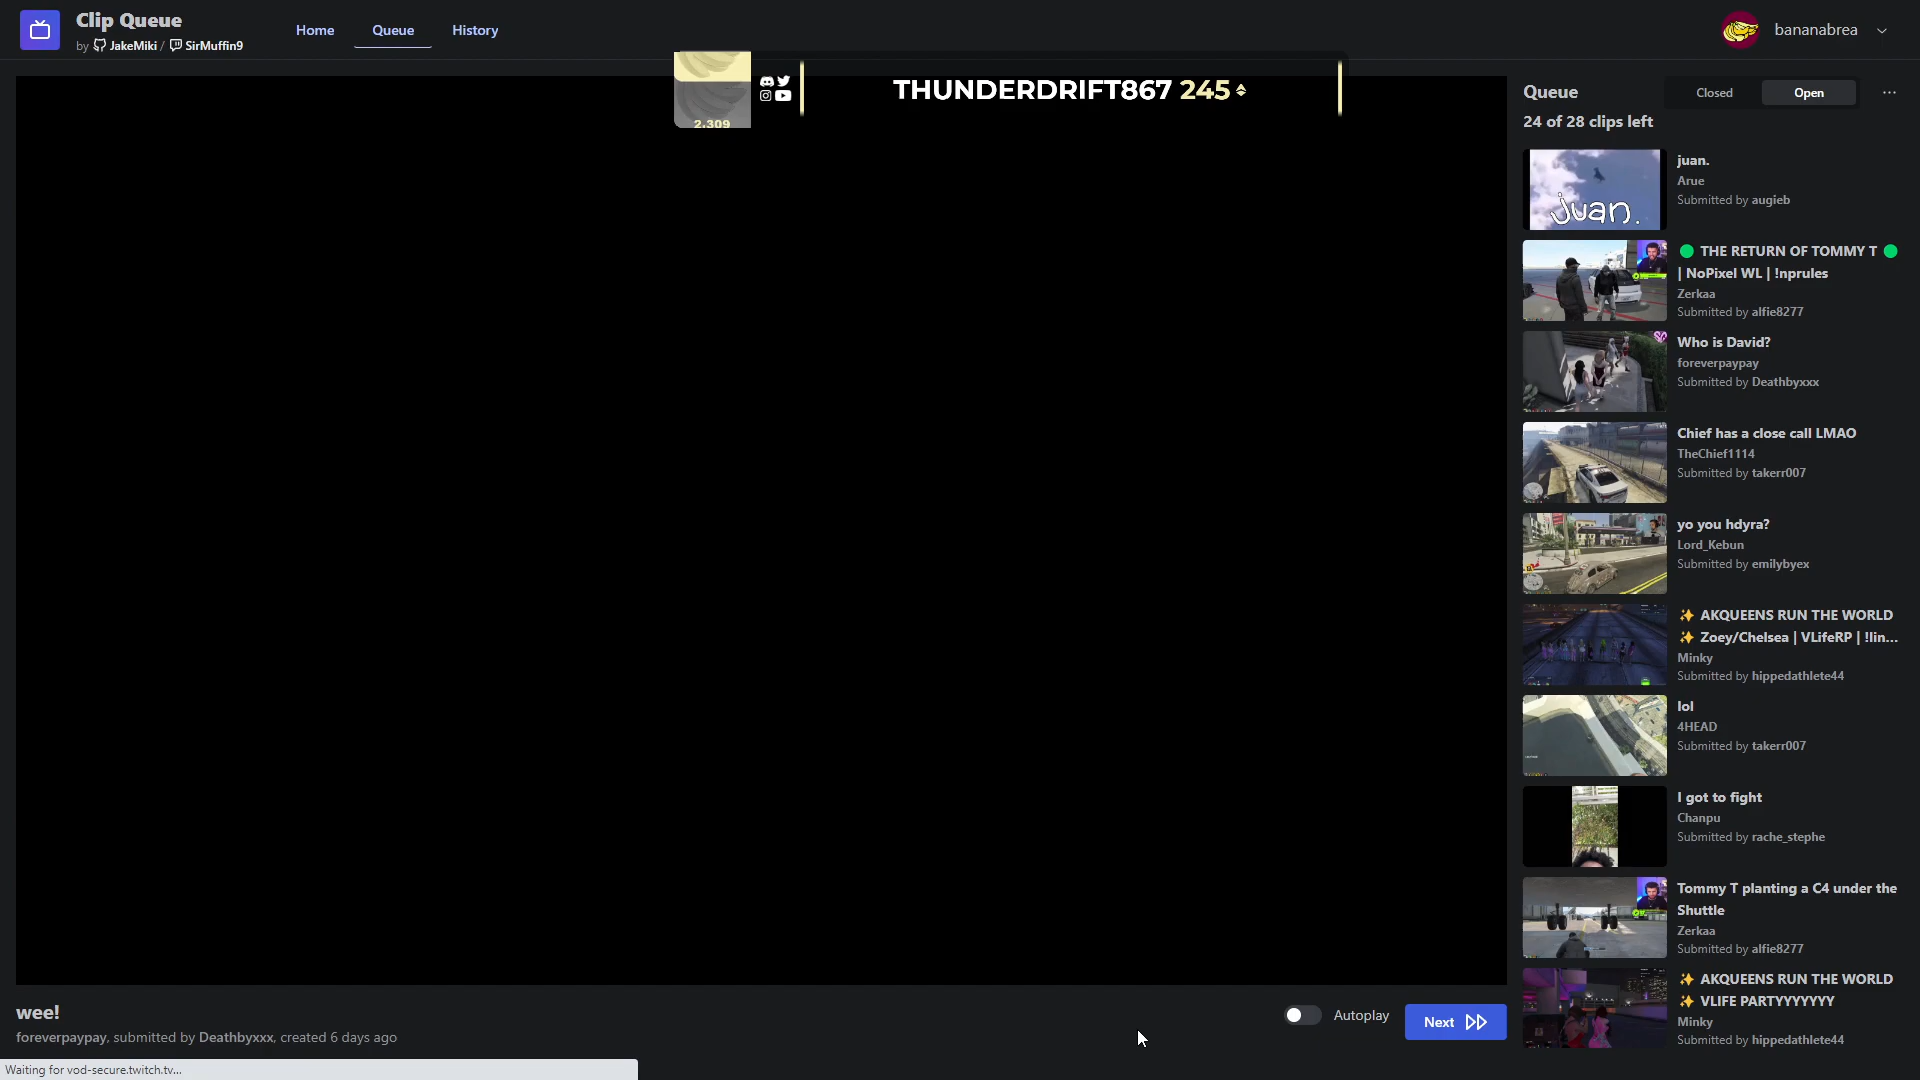 Clip Queue
by JakeMiki / SirMuffin9
Home
Queue
History
bananabrea
2,309
THUNDERDRIFT867 245
Queue
Closed
Open
24 of 28 clips left
juan.
juan.
Arue
Submitted by augieb
THE RETURN OF TOMMY T
| NoPixel WL | !nprules
Zerkaa
Submitted by alfie8277
Who is David?
foreverpaypay
Submitted by Deathbyxxx
Chief has a close call LMAO
TheChief1114
Submitted by takerr007
yo you hdyra?
Lord_Kebun
Submitted by emilybyex
✨ AKQUEENS RUN THE WORLD
✨ Zoey/Chelsea | VLifeRP | !lin...
Minky
Submitted by hippedathlete44
lol
4HEAD
Submitted by takerr007
I got to fight
Chanpu
Submitted by rache_stephe
Tommy T planting a C4 under the
Shuttle
Zerkaa
Submitted by alfie8277
✨ AKQUEENS RUN THE WORLD
✨ VLIFE PARTYYYYYYY
Minky
Submitted by hippedathlete44
wee!
foreverpaypay, submitted by Deathbyxxx, created 6 days ago
Autoplay
Next
Waiting for vod-secure.twitch.tv...